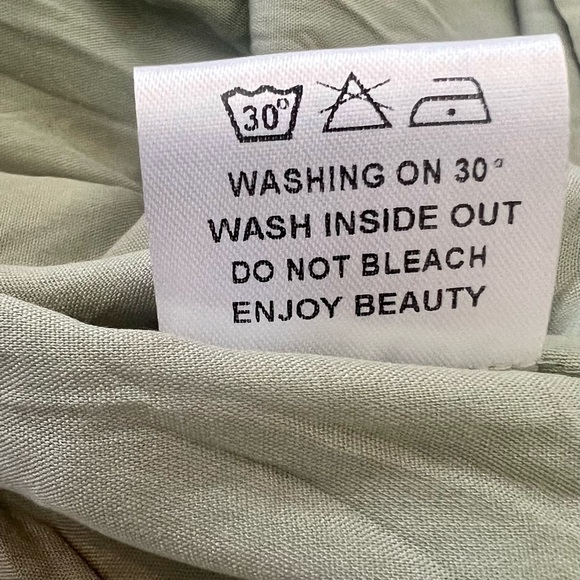 30°
WASHING ON 30°
WASH INSIDE OUT
DO NOT BLEACH
ENJOY BEAUTY